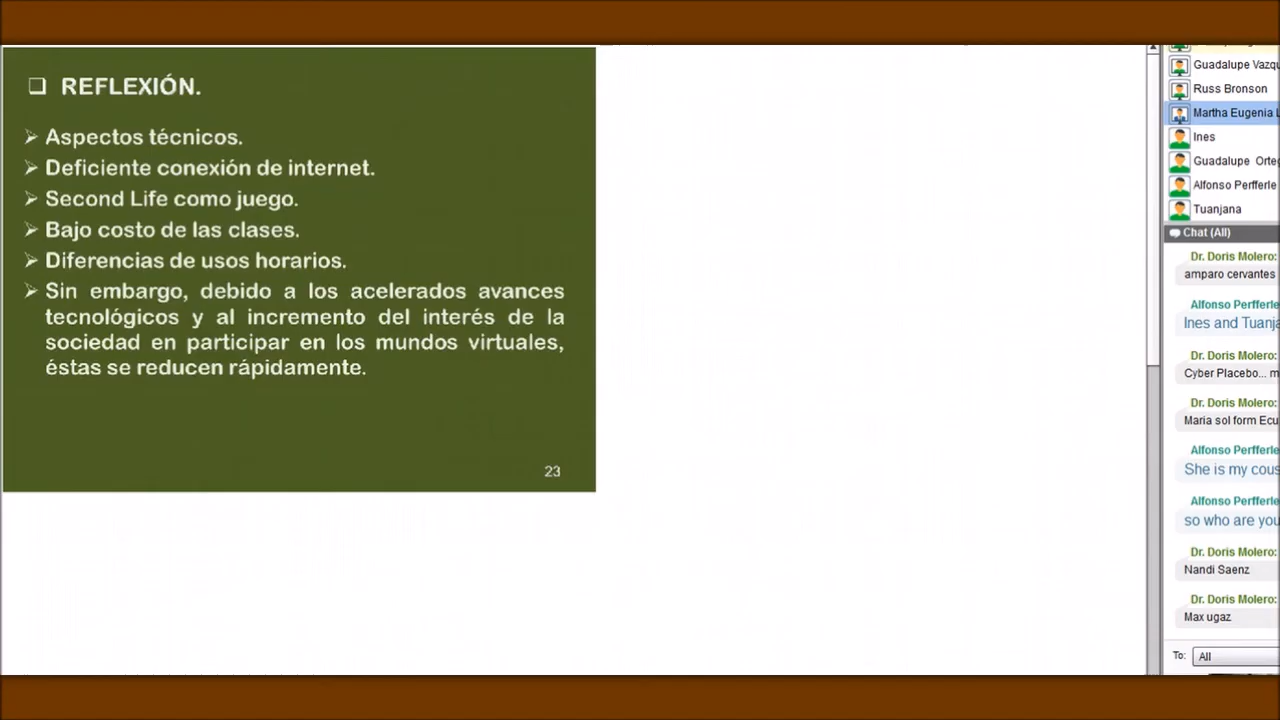 REFLEXIÓN.
Aspectos técnicos.
Deficiente conexión de internet.
Second Life como juego.
Bajo costo de las clases.
Diferencias de usos horarios.
Sin embargo, debido a los acelerados avances
tecnológicos y al incremento del interés de la
sociedad en participar en los mundos virtuales,
éstas se reducen rápidamente.
23
Guadalupe Vazqu
Russ Bronson
Martha Eugenia L
Ines
Guadalupe Orteg
Alfonso Perfferle
Tuanjana
Chat (All)
Dr. Doris Molero:
amparo cervantes
Alfonso Perfferle
Ines and Tuanja
Dr. Doris Molero:
Cyber Placebo... m
Dr. Doris Molero:
Maria sol form Ecu
Alfonso Perfferle
She is my cous
Alfonso Perfferle
so who are you
Dr. Doris Molero:
Nandi Saenz
Dr. Doris Molero:
Max ugaz
To: All